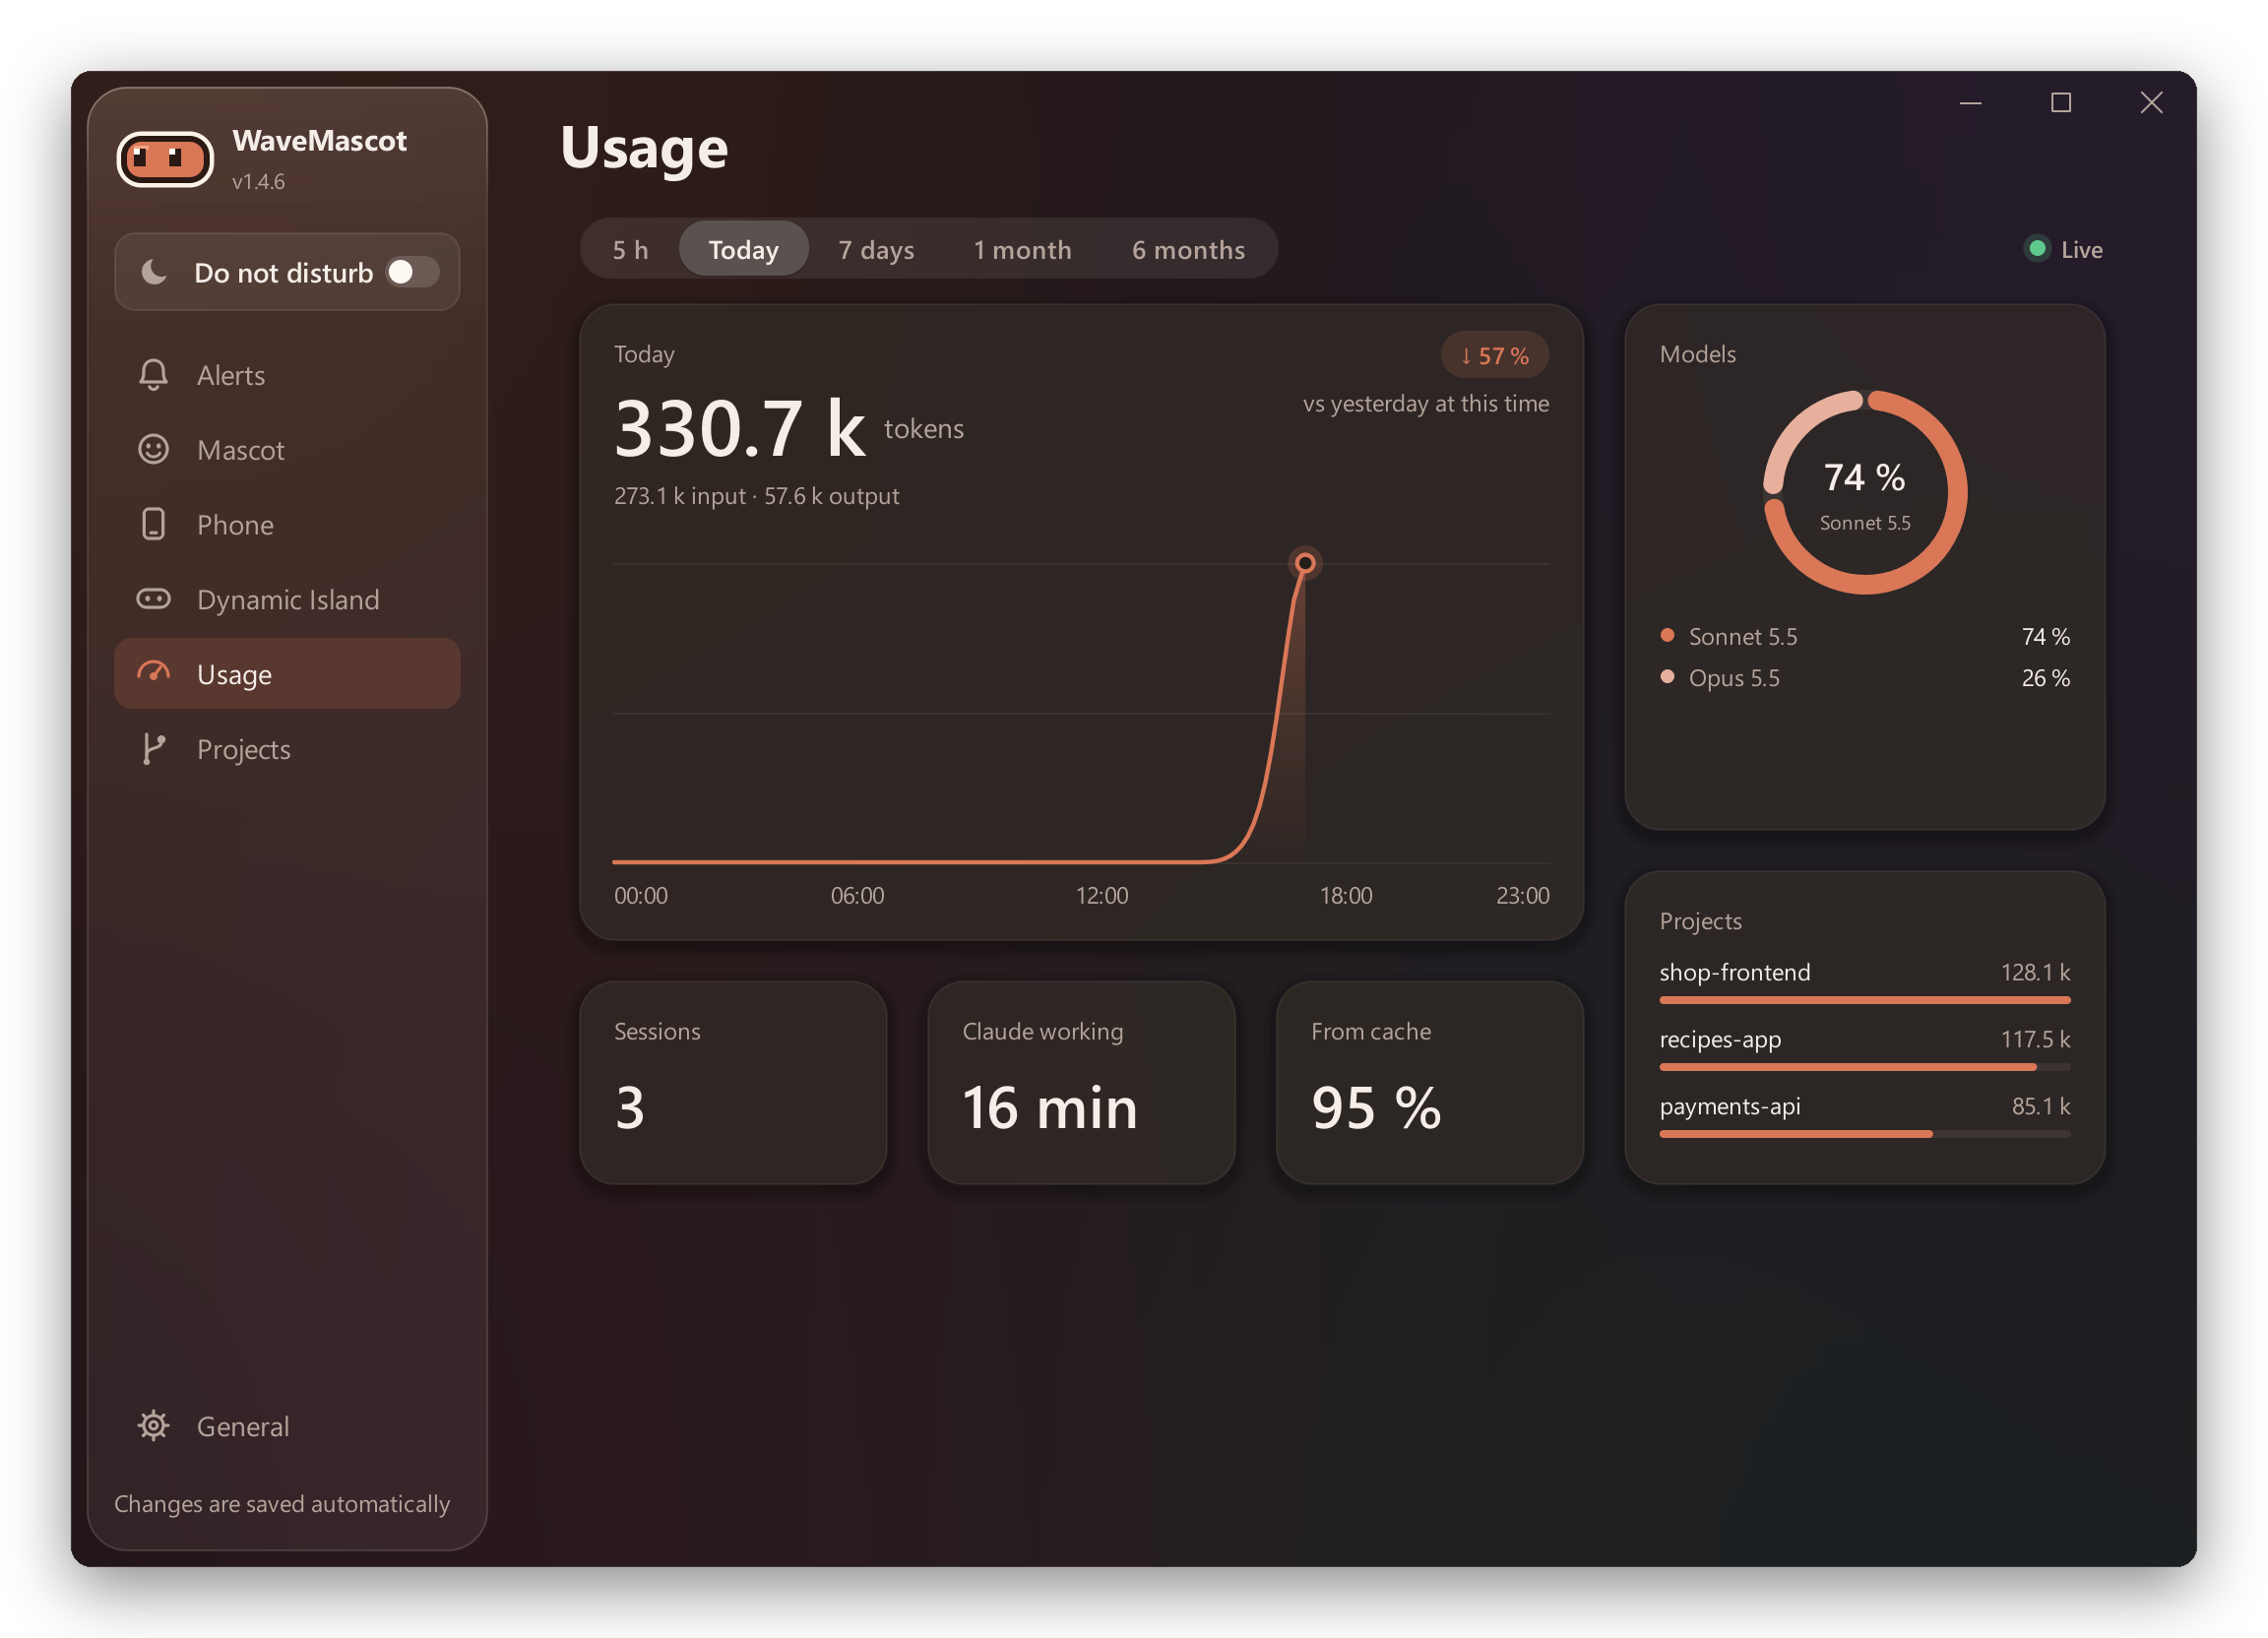 WaveMascot
v1.4.6
Do not disturb
Alerts
Mascot
Phone
Dynamic Island
Usage
Projects
General
Changes are saved automatically
Usage
5 h Today 7 days 1 month 6 months
Live
Today
↓ 57 %
330.7 k tokens
vs yesterday at this time
273.1 k input · 57.6 k output
00:00 06:00 12:00 18:00 23:00
Sessions
3
Claude working
16 min
From cache
95 %
Models
74 %
Sonnet 5.5
Sonnet 5.5 74 %
Opus 5.5 26 %
Projects
shop-frontend 128.1 k
recipes-app 117.5 k
payments-api 85.1 k